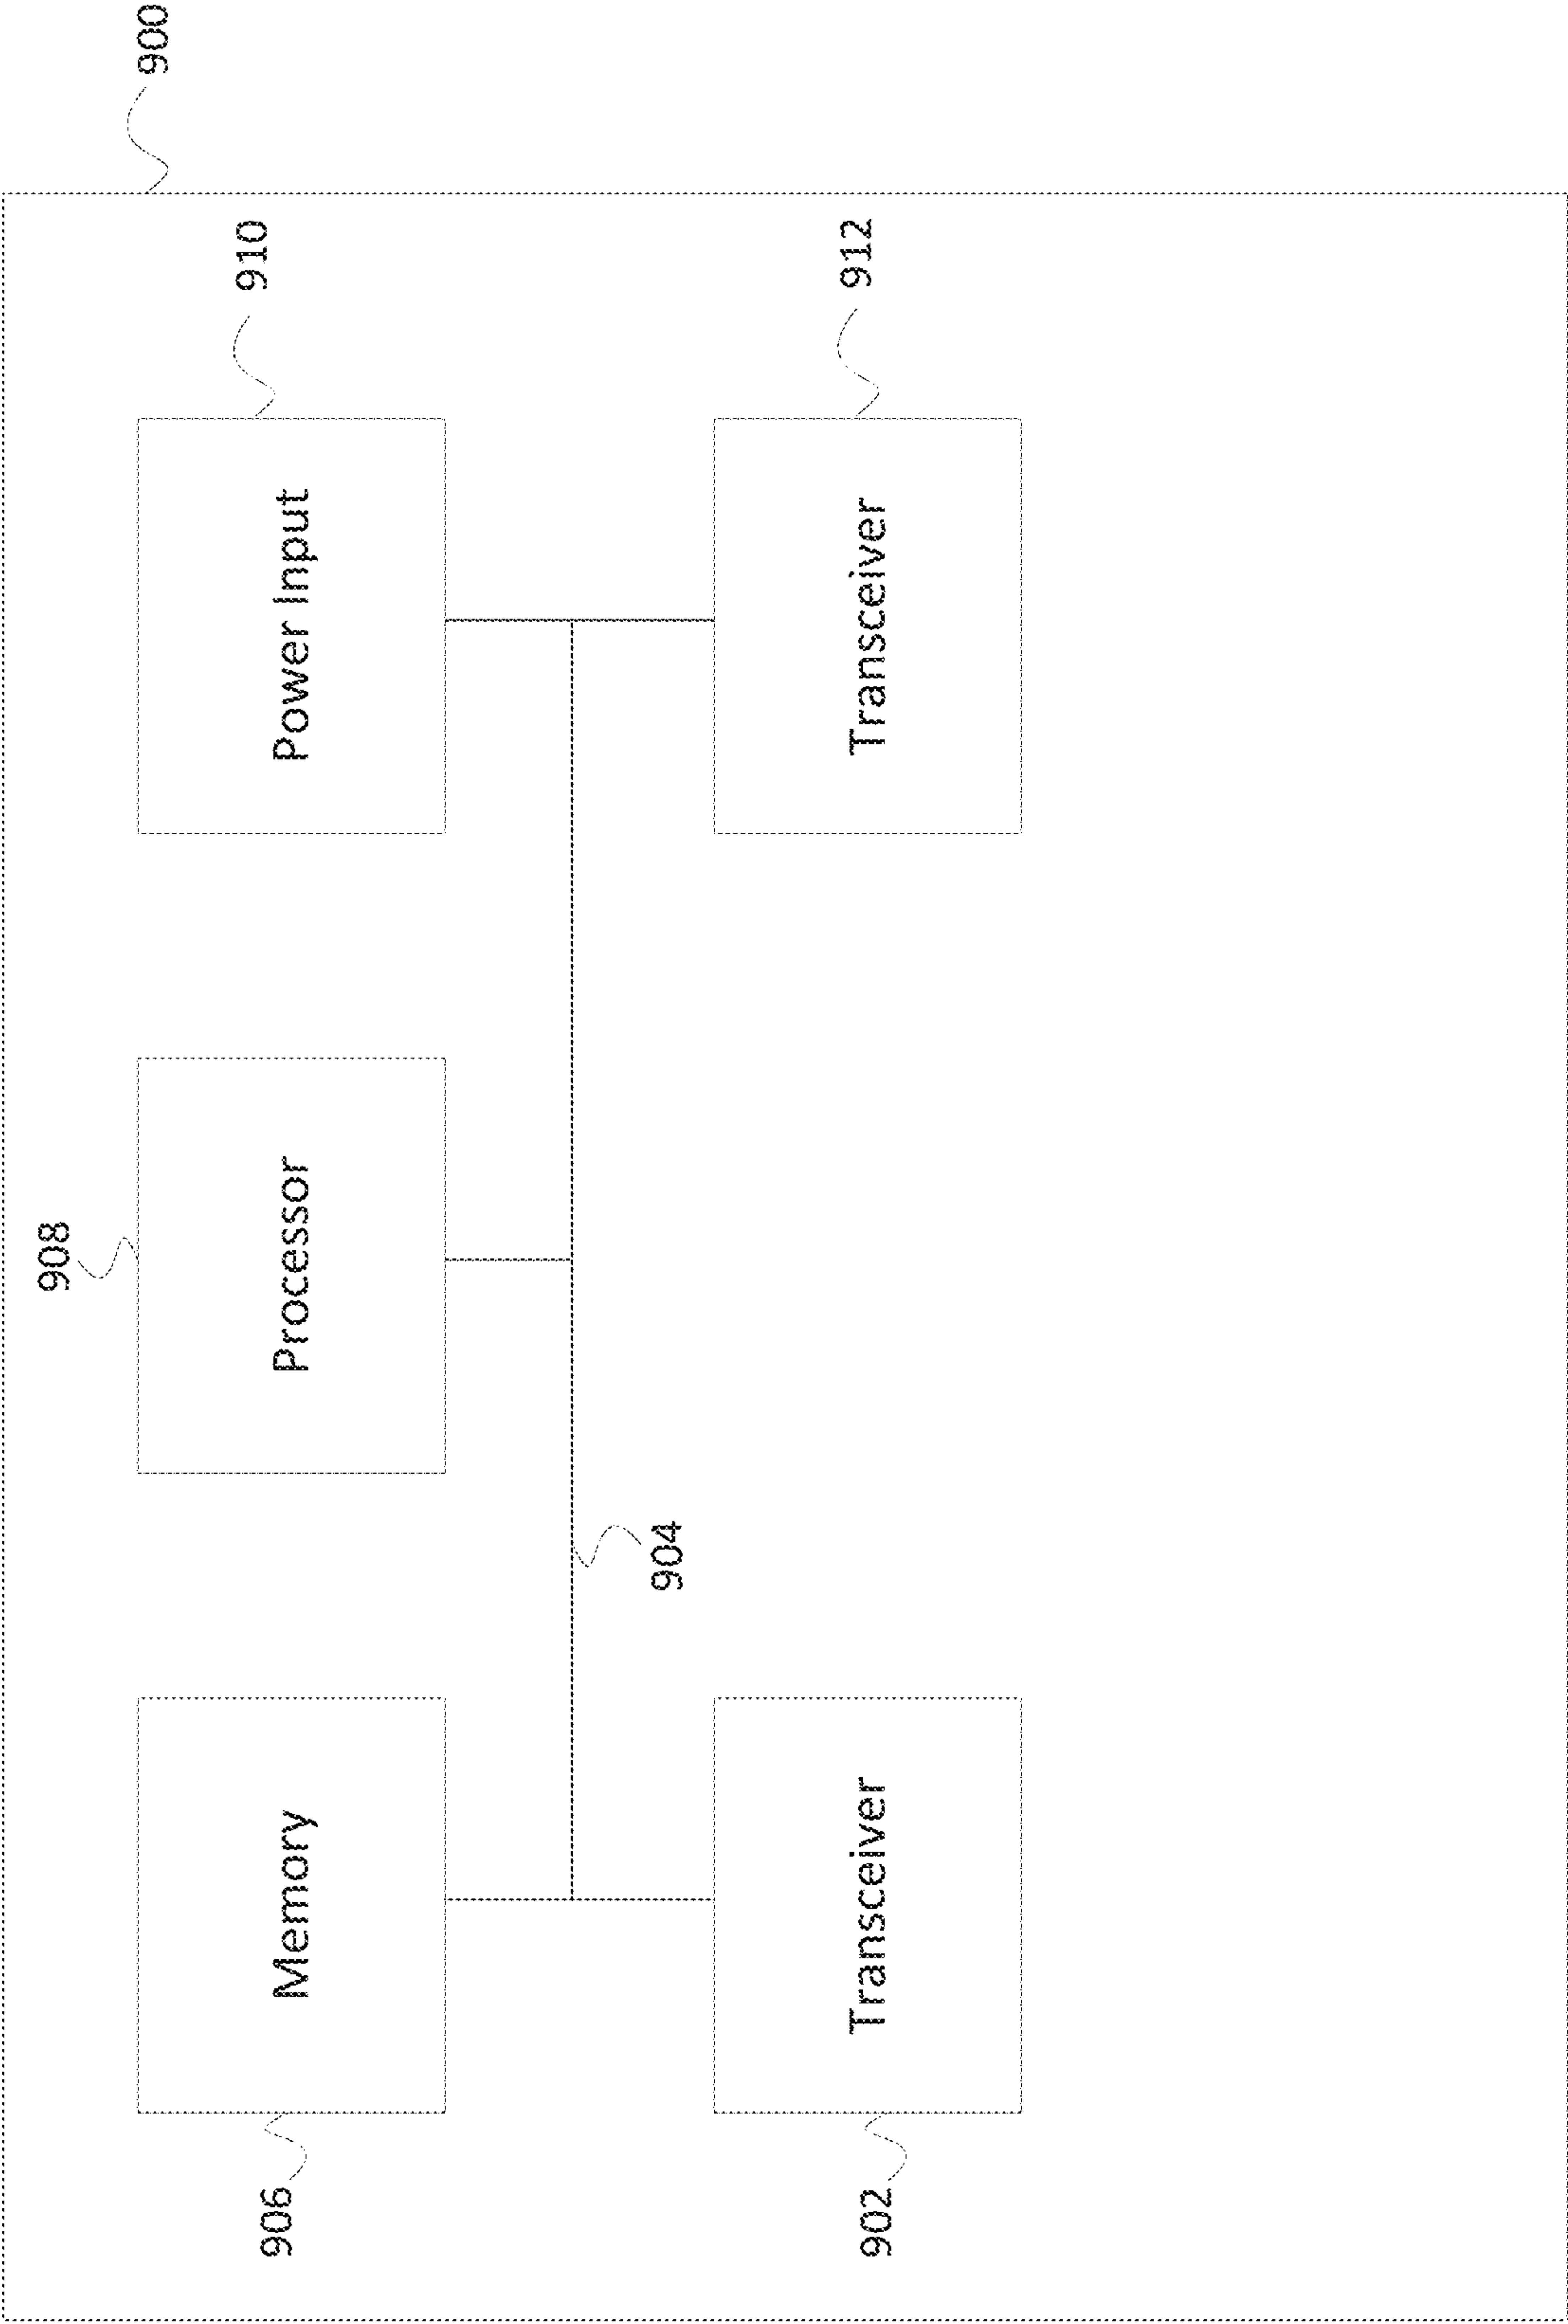 900
908
910
Memory
Processor
Power Input
906
904
912
Transceiver
Transceiver
902